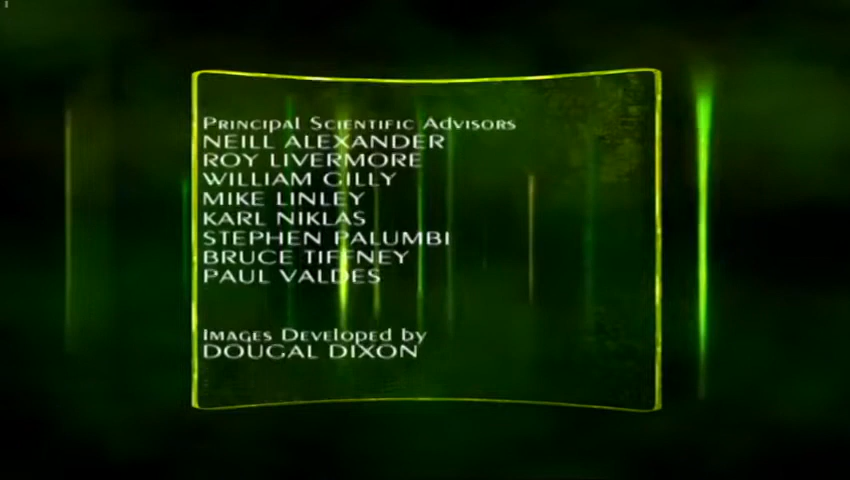 Principal Scientific Advisors
NEILL ALEXANDER
ROY LIVERMORE
WILLIAM GILLY
MIKE LINLEY
KARL NIKLAS
STEPHEN PALUMBI
BRUCE TIFFNEY
PAUL VALDES
Images Developed by
DOUGAL DIXON